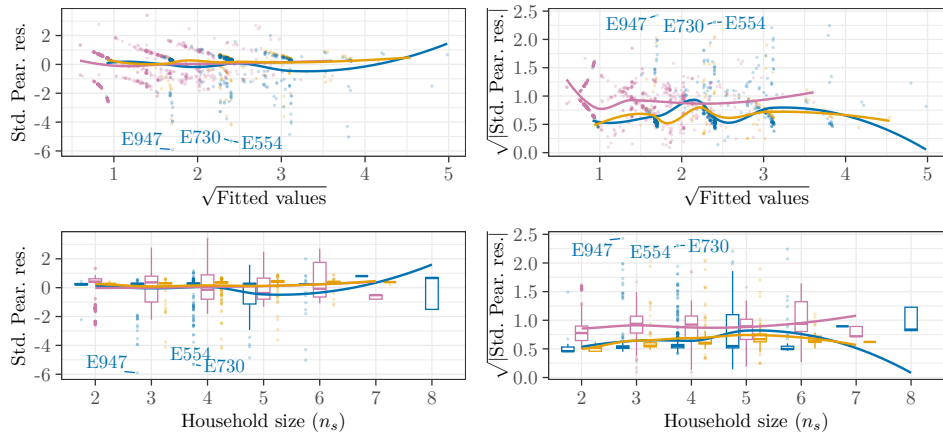 Std. Pear. res.
2
0
-2
-4
-6
E947
E730
E554
1
2
3
4
5
√Fitted values
√|Std. Pear. res.|
2.5
2.0
1.5
1.0
0.5
0.0
E947
E730
E554
1
2
3
4
5
√Fitted values
Std. Pear. res.
2
0
-2
-4
-6
E947
E554
E730
2
3
4
5
6
7
8
Household size (nₛ)
√|Std. Pear. res.|
2.5
2.0
1.5
1.0
0.5
0.0
E947
E554
E730
2
3
4
5
6
7
8
Household size (nₛ)